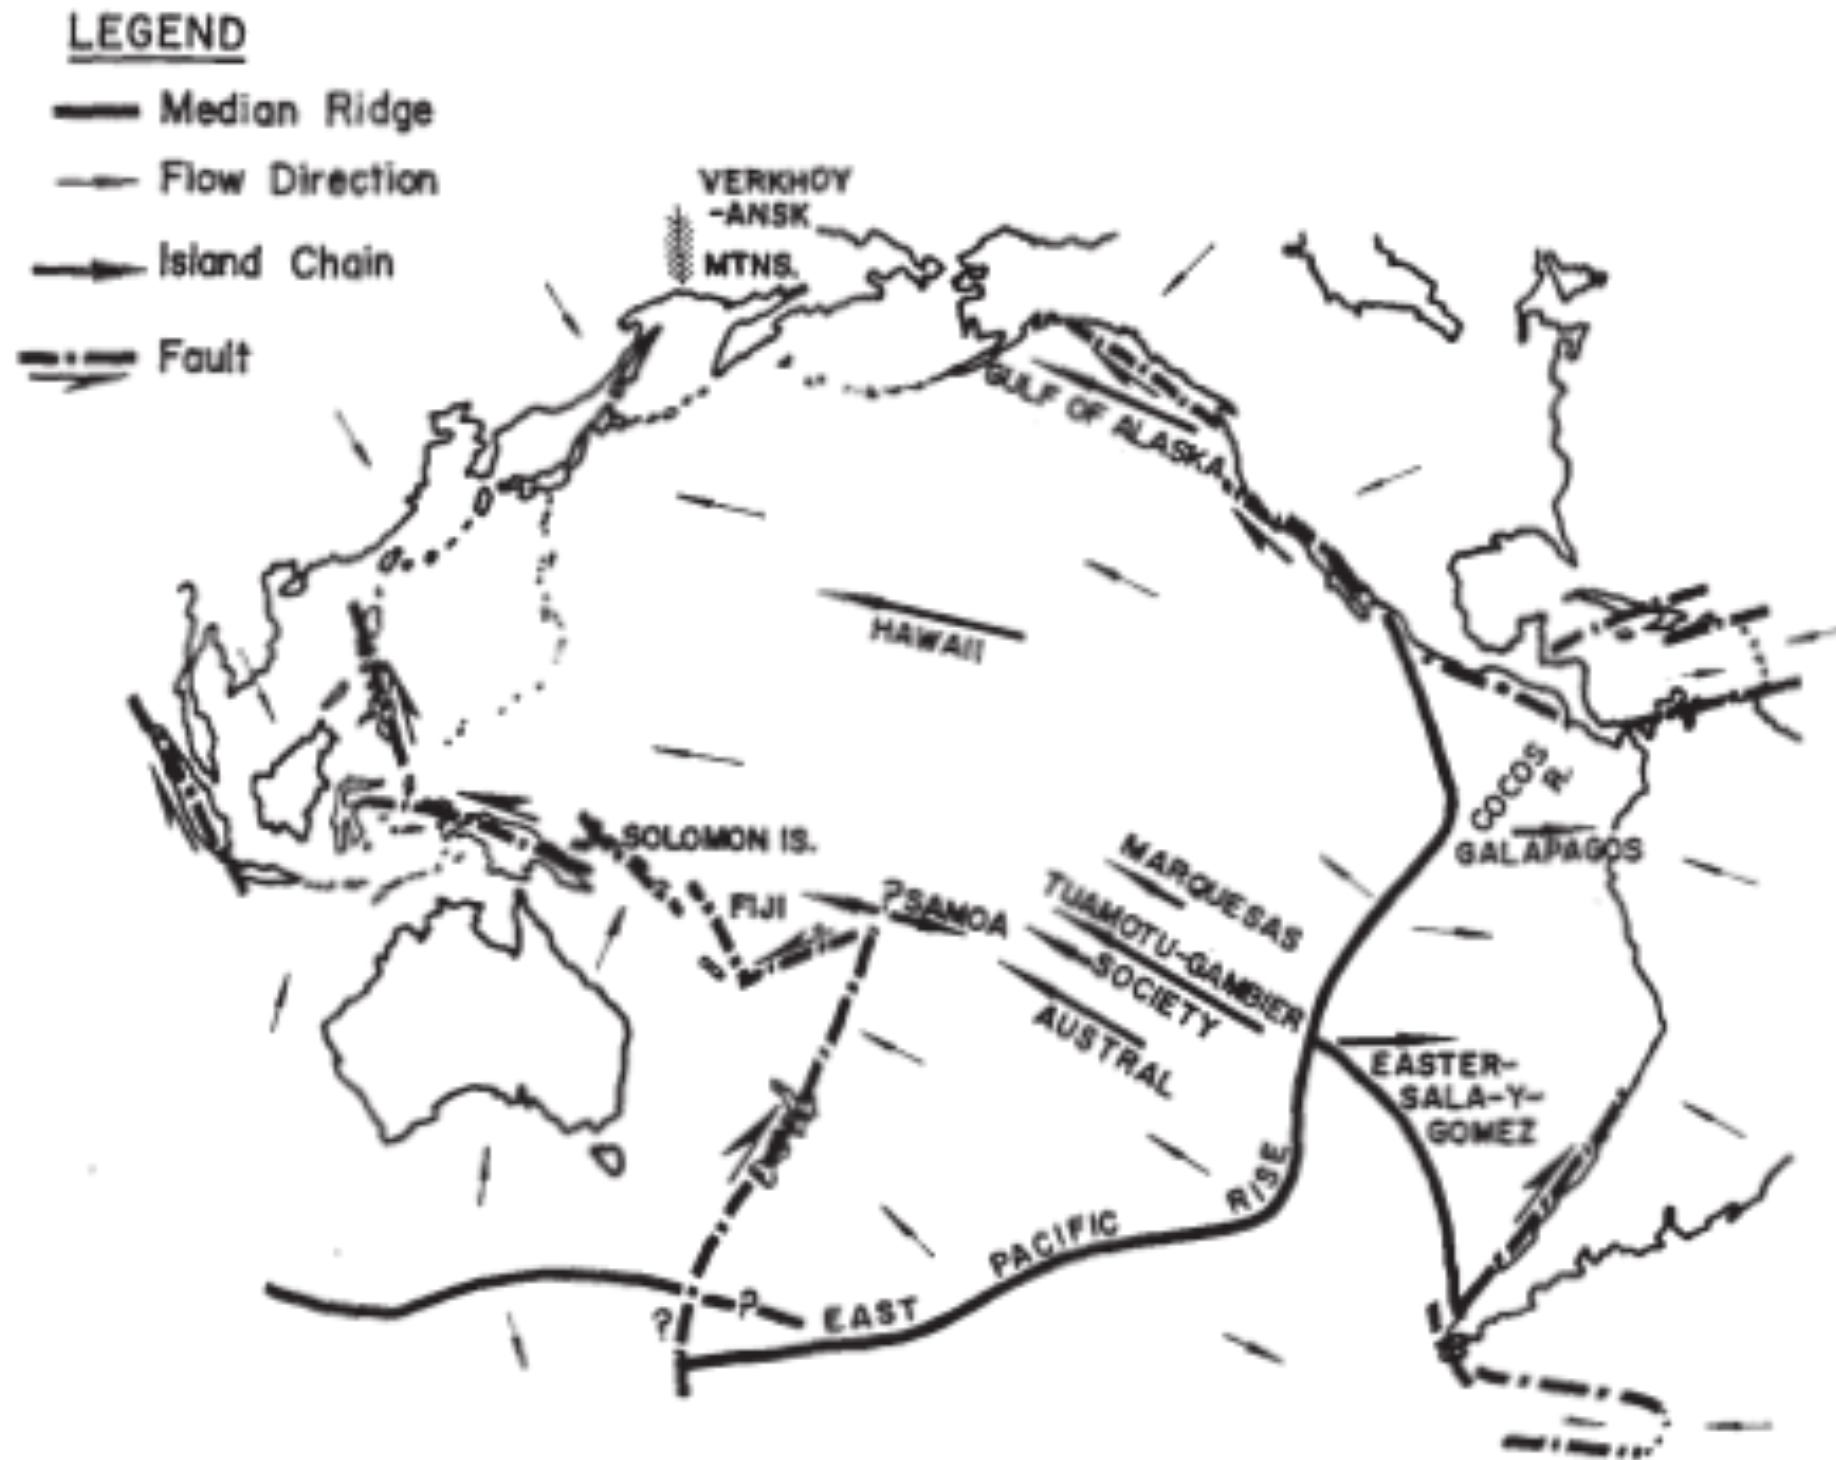 LEGEND
Median Ridge
Flow Direction
Island Chain
Fault
VERKHOY
-ANSK
MTNS.
GULF OF ALASKA
HAWAII
COCOS
R.
GALAPAGOS
SOLOMON IS.
FIJI
?
SAMOA
MARQUESAS
TUAMOTU-GAMBIER
SOCIETY
AUSTRAL
EASTER-
SALA-Y-
GOMEZ
EAST PACIFIC RISE
?
?